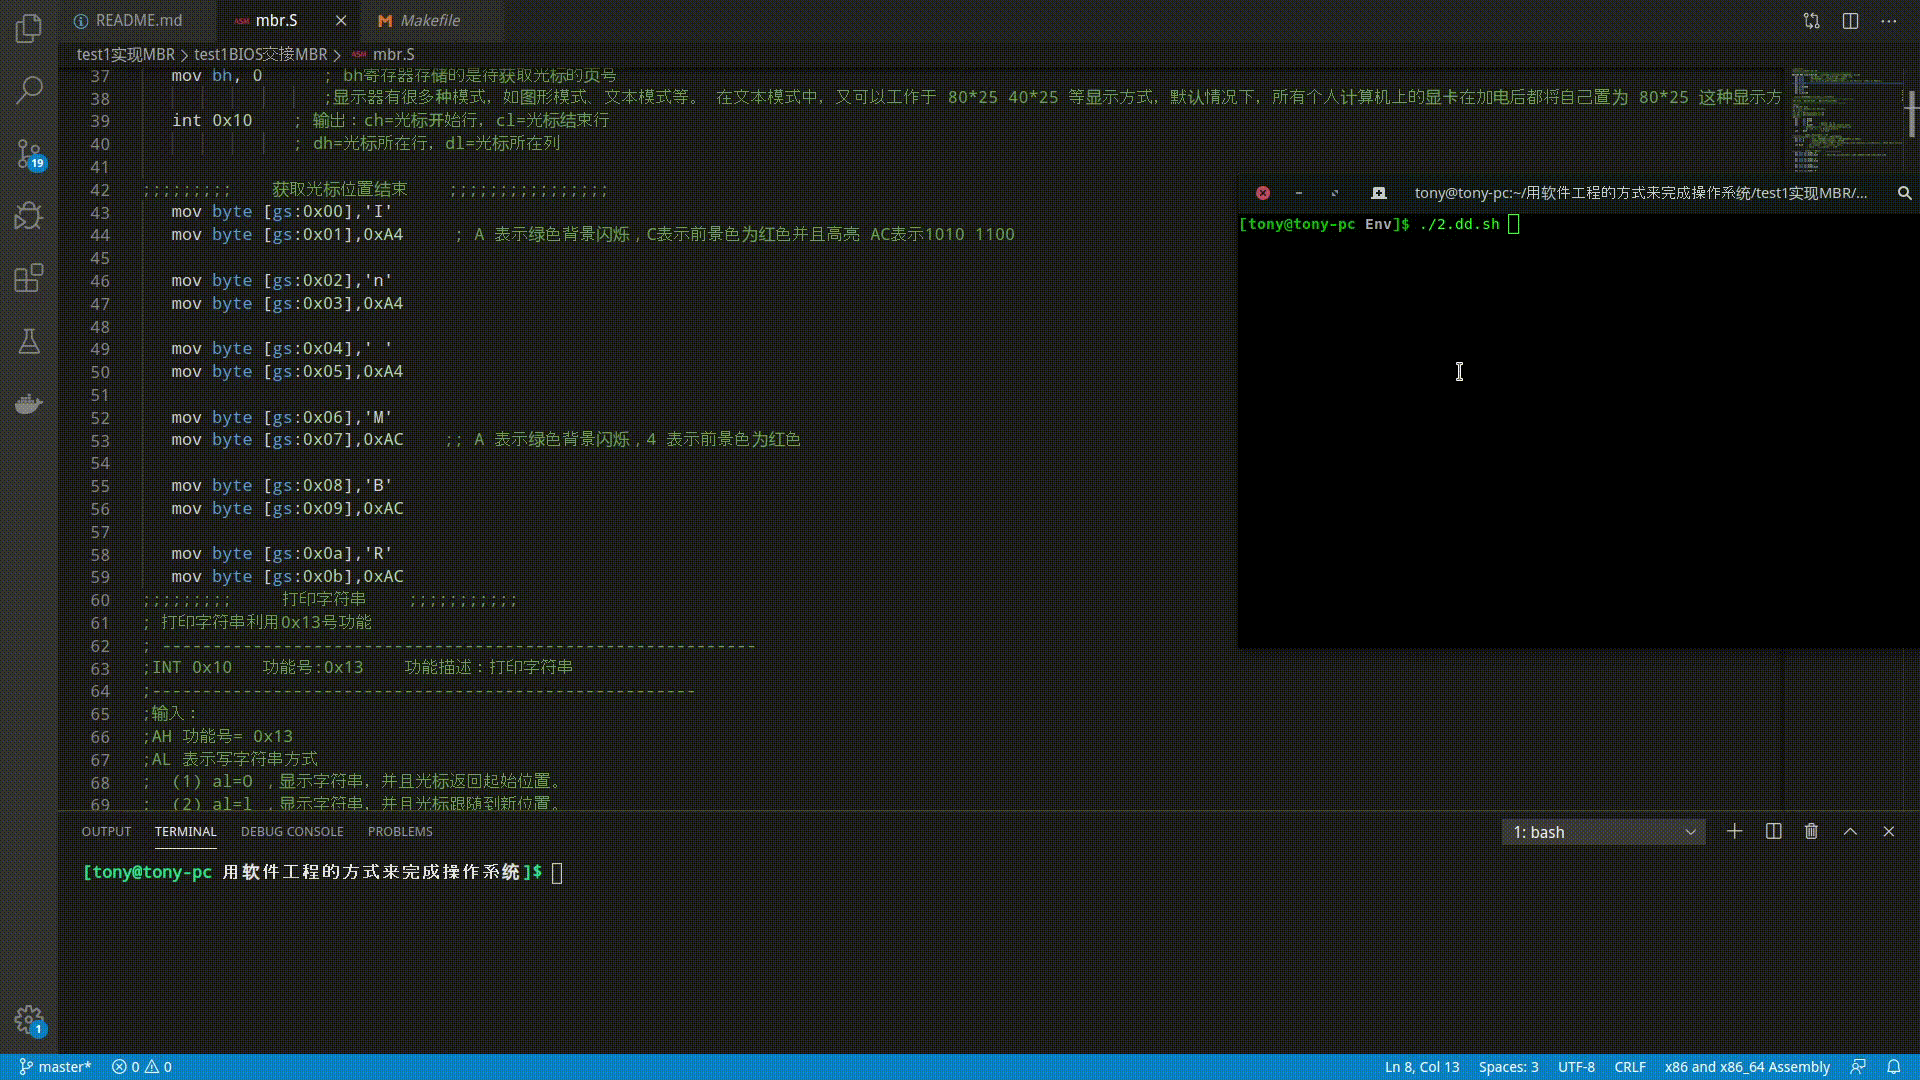 README.md
mbr.S
Makefile
test1实现MBR > test1BIOS交接MBR > mbr.S
37 mov bh, 0 ; bh寄存器存储的是待获取光标的页号
38 ;显示器有很多种模式，如图形模式、文本模式等。 在文本模式中，又可以工作于 80*25 40*25 等显示方式，默认情况下，所有个人计算机上的显卡在加电后都将自己置为 80*25 这种显示方
39 int 0x10 ; 输出：ch=光标开始行，cl=光标结束行
40 ; dh=光标所在行，dl=光标所在列
41
42 ;;;;;;;;; 获取光标位置结束 ;;;;;;;;;;;;;;;;
43 mov byte [gs:0x00],'I'
44 mov byte [gs:0x01],0xA4 ; A 表示绿色背景闪烁，C表示前景色为红色并且高亮 AC表示1010 1100
45
46 mov byte [gs:0x02],'n'
47 mov byte [gs:0x03],0xA4
48
49 mov byte [gs:0x04],' '
50 mov byte [gs:0x05],0xA4
51
52 mov byte [gs:0x06],'M'
53 mov byte [gs:0x07],0xAC ;; A 表示绿色背景闪烁，4 表示前景色为红色
54
55 mov byte [gs:0x08],'B'
56 mov byte [gs:0x09],0xAC
57
58 mov byte [gs:0x0a],'R'
59 mov byte [gs:0x0b],0xAC
60 ;;;;;;;;; 打印字符串 ;;;;;;;;;;;
61 ; 打印字符串利用0x13号功能
62 ; -----------------------------------------------------------
63 ;INT 0x10 功能号:0x13 功能描述：打印字符串
64 ;------------------------------------------------------
65 ;输入：
66 ;AH 功能号= 0x13
67 ;AL 表示写字符串方式
68 ; (1) al=0 ，显示字符串，并且光标返回起始位置。
69 ; (2) al=1 ，显示字符串，并且光标跟随到新位置。
tony@tony-pc:~/用软件工程的方式来完成操作系统/test1实现MBR/...
[tony@tony-pc Env]$ ./2.dd.sh
19
OUTPUT TERMINAL DEBUG CONSOLE PROBLEMS
1: bash
[tony@tony-pc 用软件工程的方式来完成操作系统]$
1
master* 0 0
Ln 8, Col 13 Spaces: 3 UTF-8 CRLF x86 and x86_64 Assembly